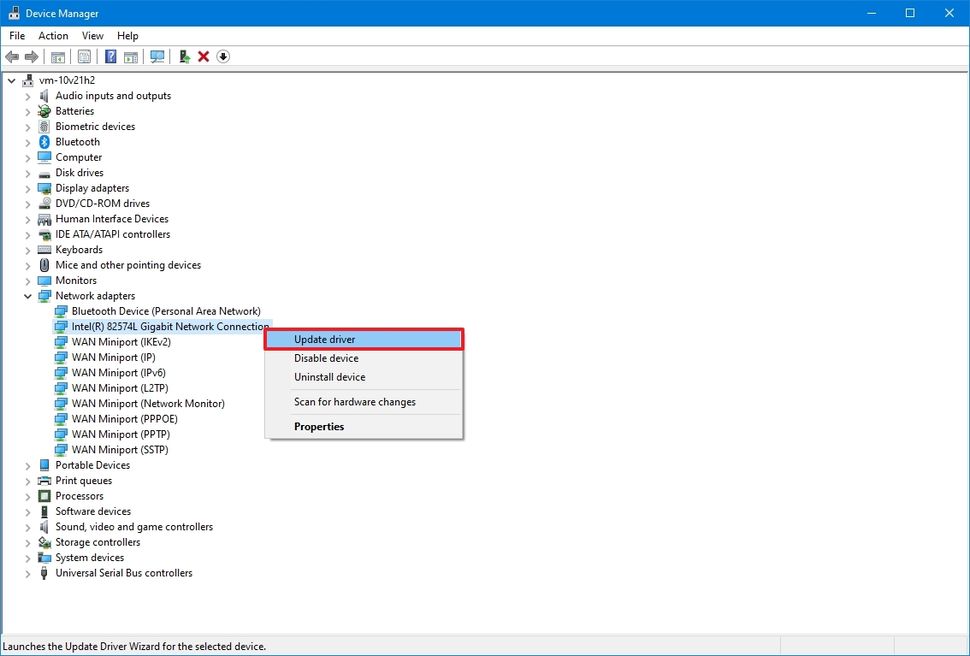 Device Manager
File Action View Help
vm-10v21h2
Audio inputs and outputs
Batteries
Biometric devices
Bluetooth
Computer
Disk drives
Display adapters
DVD/CD-ROM drives
Human Interface Devices
IDE ATA/ATAPI controllers
Keyboards
Mice and other pointing devices
Monitors
Network adapters
Bluetooth Device (Personal Area Network)
Intel(R) 82574L Gigabit Network Connection
WAN Miniport (IKEv2)
WAN Miniport (IP)
WAN Miniport (IPv6)
WAN Miniport (L2TP)
WAN Miniport (Network Monitor)
WAN Miniport (PPPOE)
WAN Miniport (PPTP)
WAN Miniport (SSTP)
Update driver
Disable device
Uninstall device
Scan for hardware changes
Properties
Portable Devices
Print queues
Processors
Software devices
Sound, video and game controllers
Storage controllers
System devices
Universal Serial Bus controllers
Launches the Update Driver Wizard for the selected device.